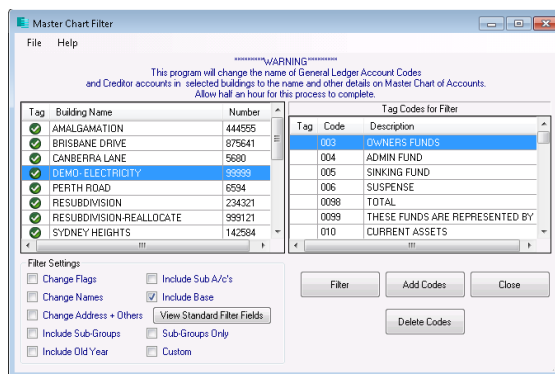 Master Chart Filter
File Help
**********WARNING**********
This program will change the name of General Ledger Account Codes
and Creditor accounts in selected buildings to the name and other details on Master Chart of Accounts.
Allow half an hour for this process to complete.
Tag Building Name Number
AMALGAMATION 444555
BRISBANE DRIVE 875641
CANBERRA LANE 5680
DEMO- ELECTRICITY 99999
PERTH ROAD 6594
RESUBDIVISION 234321
RESUBDIVISION-REALLOCATE 999121
SYDNEY HEIGHTS 142584
Tag Codes for Filter
Tag Code Description
003 OWNERS FUNDS
004 ADMIN FUND
005 SINKING FUND
006 SUSPENSE
0098 TOTAL
0099 THESE FUNDS ARE REPRESENTED BY
010 CURRENT ASSETS
Filter Settings
Change Flags Include Sub A/c's
Change Names Include Base
Change Address + Others View Standard Filter Fields
Include Sub-Groups Sub-Groups Only
Include Old Year Custom
Filter Add Codes Close
Delete Codes